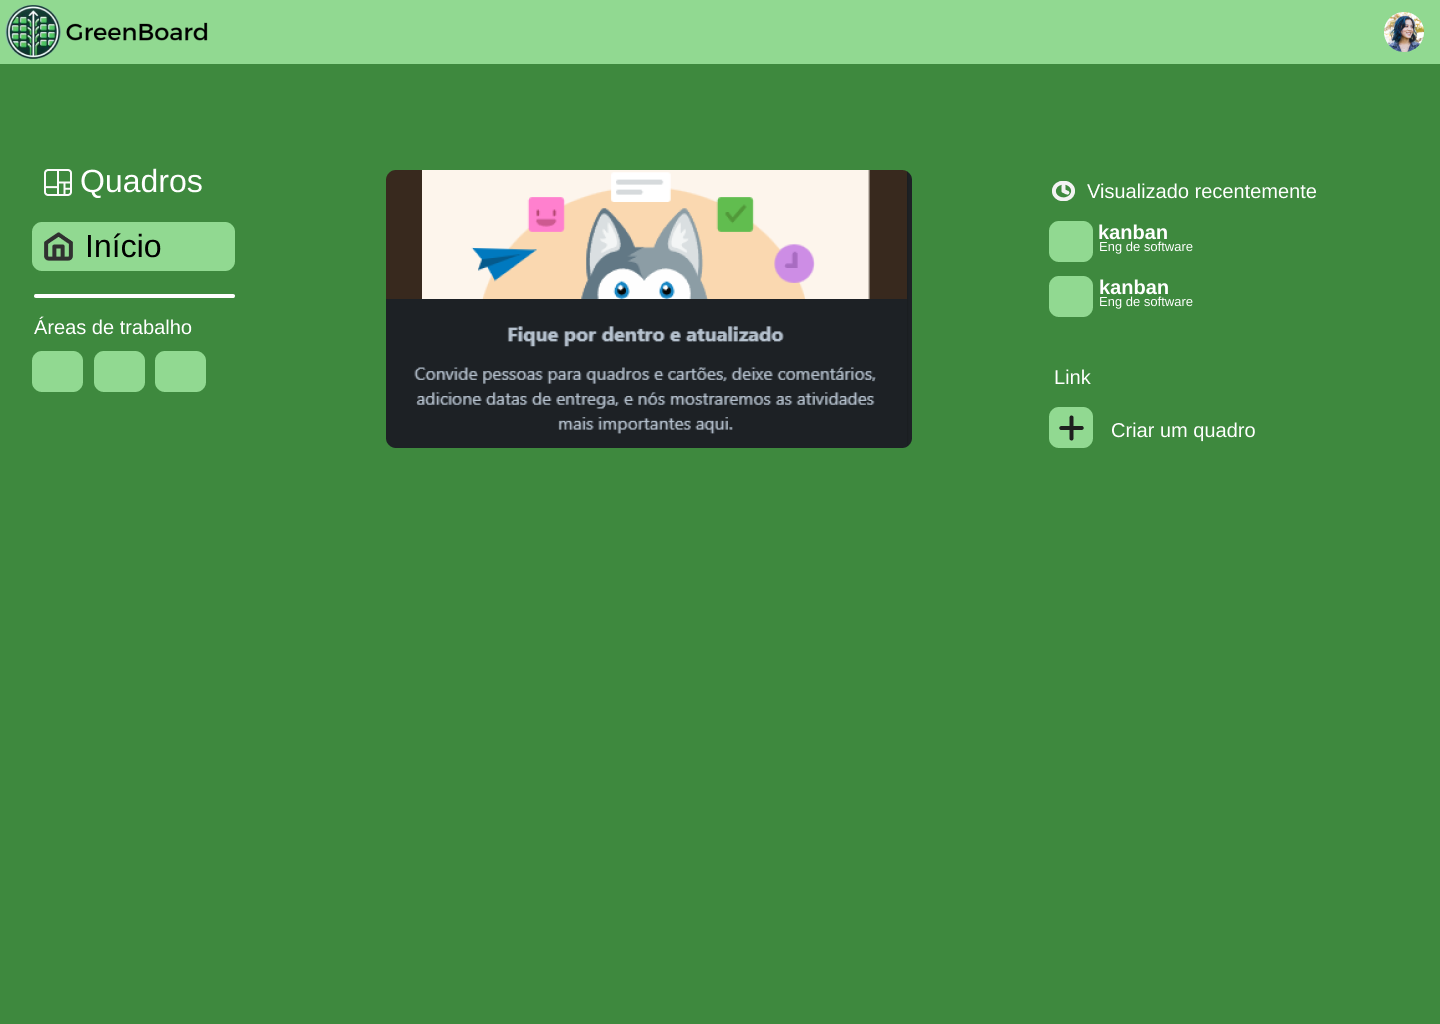 GreenBoard
Quadros
Início
Áreas de trabalho
Fique por dentro e atualizado
Convide pessoas para quadros e cartões, deixe comentários,
adicione datas de entrega, e nós mostraremos as atividades
mais importantes aqui.
Visualizado recentemente
kanban
Eng de software
kanban
Eng de software
Link
Criar um quadro